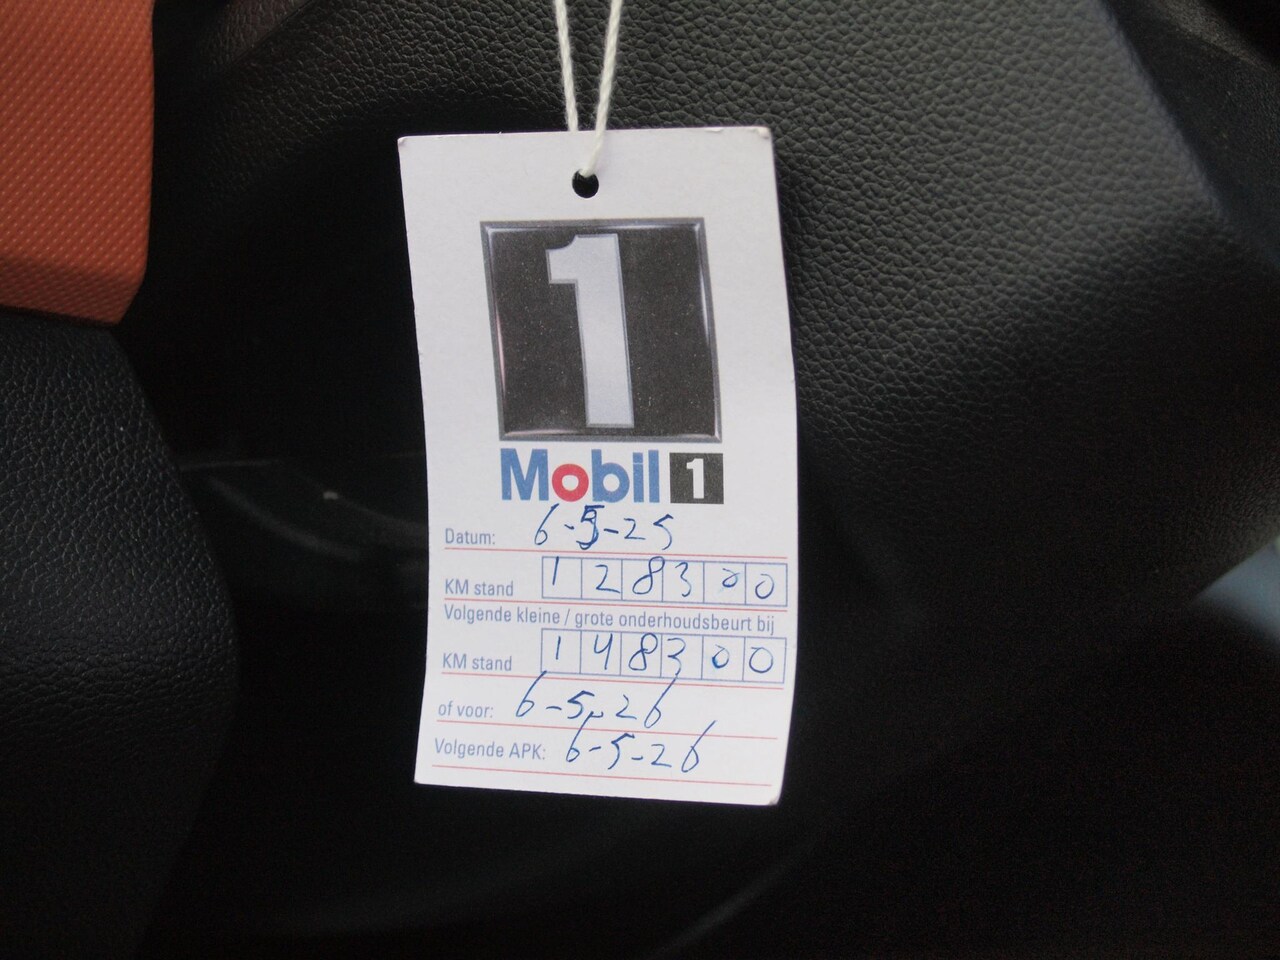 1
Mobil 1
Datum: 6-5-25
KM stand 128300
Volgende kleine / grote onderhoudsbeurt bij
KM stand 148300
of voor: 6-5-26
Volgende APK: 6-5-26